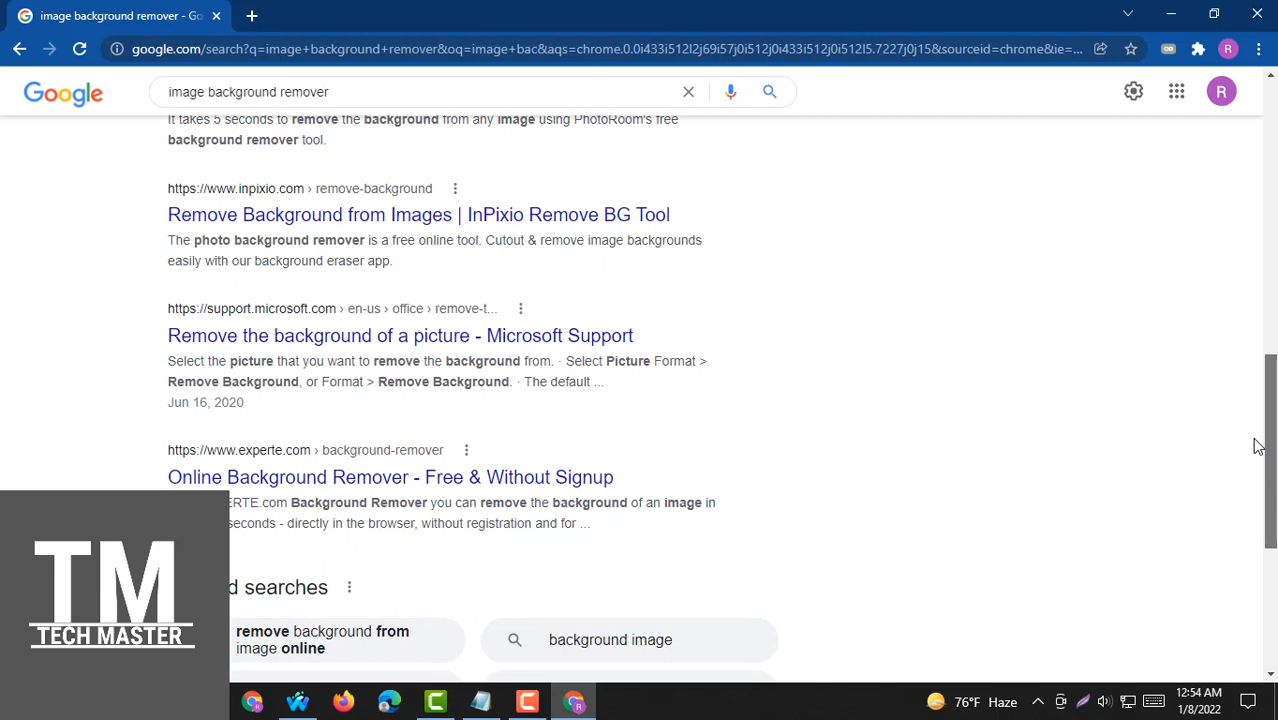 image background remover - Go
google.com/search?q=image+background+remover&oq=image+bac&aqs=chrome.0.0i433i512l2j69i57j0i512j0i433i512j0i512l5.7227j0j15&sourceid=chrome&ie=...
R
Google
image background remover
R
It takes 5 seconds to remove the background from any image using PhotoRoom's free
background remover tool.
https://www.inpixio.com › remove-background
Remove Background from Images | InPixio Remove BG Tool
The photo background remover is a free online tool. Cutout & remove image backgrounds
easily with our background eraser app.
https://support.microsoft.com › en-us › office › remove-t...
Remove the background of a picture - Microsoft Support
Select the picture that you want to remove the background from. · Select Picture Format >
Remove Background, or Format > Remove Background. · The default ...
Jun 16, 2020
https://www.experte.com › background-remover
Online Background Remover - Free & Without Signup
ERTE.com Background Remover you can remove the background of an image in
seconds - directly in the browser, without registration and for ...
d searches
remove background from
image online
background image
TM
TECH MASTER
76°F Haze
12:54 AM
1/8/2022